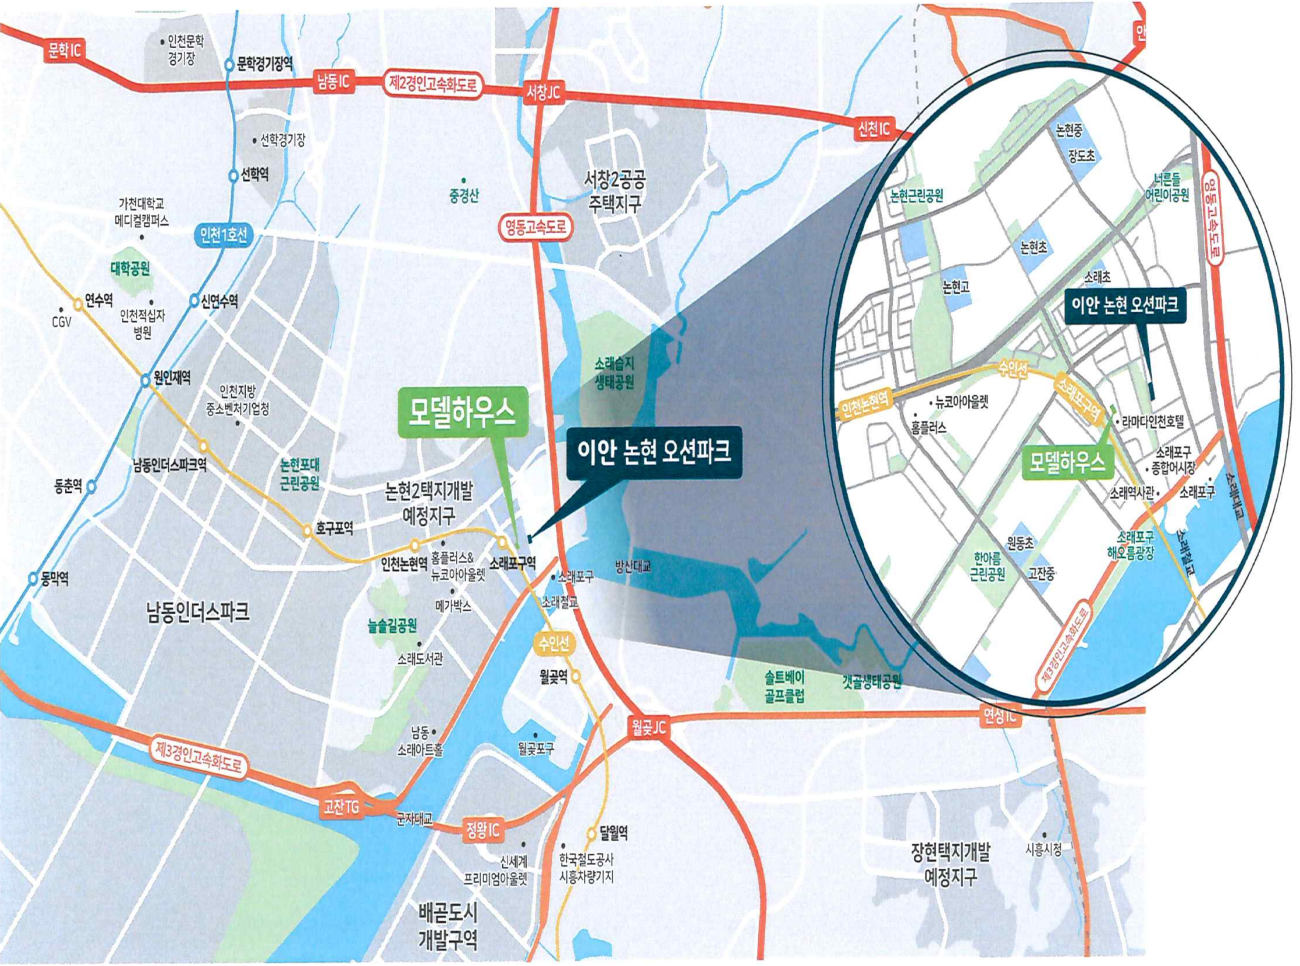 문학IC
인천문학
경기장
문학경기장역
남동IC
제2경인고속화도로
서창JC
신천IC
안
선학경기장
선학역
중경산
서창2공공
주택지구
가천대학교
메디컬캠퍼스
인천1호선
영동고속도로
대학공원
연수역
CGV
인천적십자
병원
신연수역
원인재역
인천지방
중소벤처기업청
소래습지
생태공원
모델하우스
이안 논현 오션파크
남동인더스파크역
논현포대
근린공원
논현2택지개발
예정지구
동춘역
호구포역
인천논현역
홈플러스&
뉴코아아울렛
소래포구역
소래포구
방산대교
동막역
메가박스
소래철교
남동인더스파크
늘솔길공원
소래도서관
수인선
월곶역
솔트베이
골프클럽
갯골생태공원
남동
소래아트홀
월곶포구
월곶JC
연성IC
제3경인고속화도로
고잔TG
군자대교
정왕IC
달월역
신세계
프리미엄아울렛
한국철도공사
시흥차량기지
장현택지개발
예정지구
시흥시청
배곧도시
개발구역
논현중
장도초
논현근린공원
너른들
어린이공원
영동고속도로
논현초
논현고
소래초
이안 논현 오션파크
수인선
인천논현역
뉴코아아울렛
홈플러스
소래포구역
라마다인천호텔
모델하우스
소래포구
종합어시장
소래역사관
소래포구
소래대교
소래철교
소래포구
해오름광장
원동초
고잔중
한아름
근린공원
제3경인고속화도로